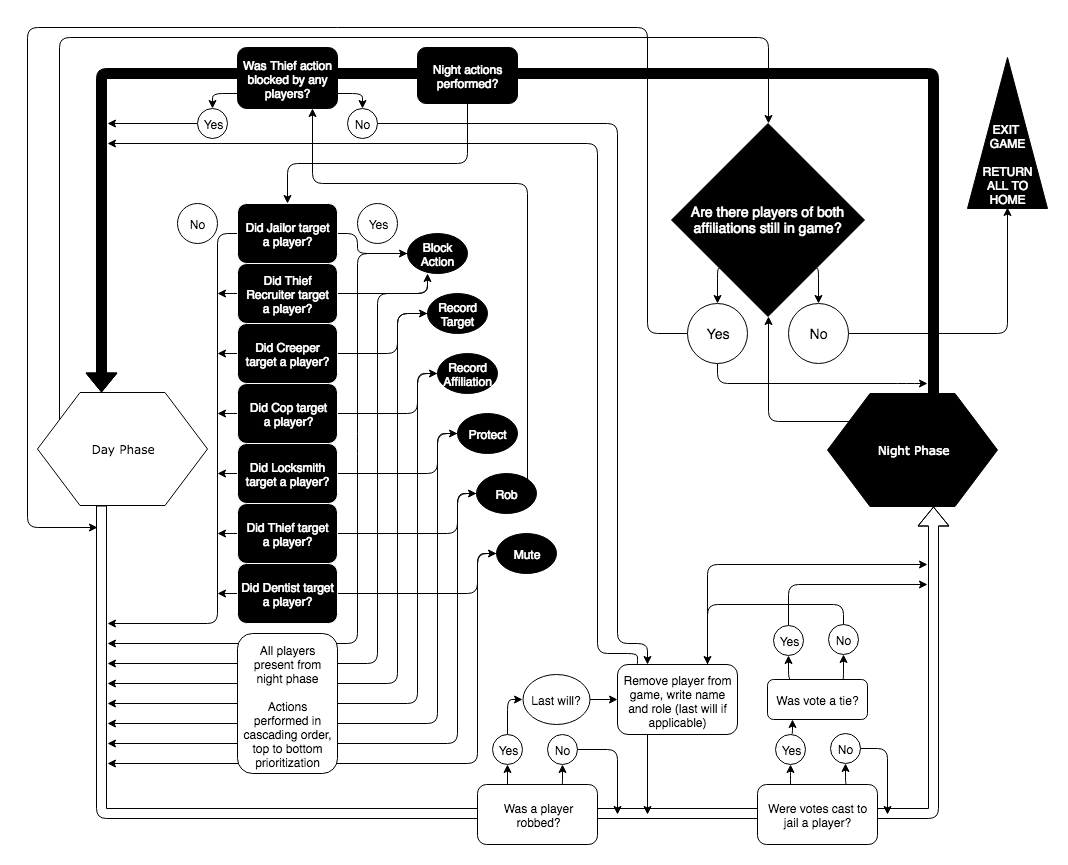 Was Thief action
blocked by any
players?
Night actions
performed?
Yes
No
EXIT
GAME
RETURN
ALL TO
HOME
Are there players of both
affiliations still in game?
No
Yes
Did Jailor target
a player?
Block
Action
Did Thief
Recruiter target
a player?
Record
Target
Yes
No
Did Creeper
target a player?
Record
Affiliation
Did Cop target
a player?
Day Phase
Protect
Night Phase
Did Locksmith
target a player?
Rob
Did Thief target
a player?
Mute
Did Dentist target
a player?
All players
present from
night phase
Actions
performed in
cascading order,
top to bottom
prioritization
Yes
No
Last will?
Remove player from
game, write name
and role (last will if
applicable)
Was vote a tie?
Yes
No
Yes
No
Was a player
robbed?
Were votes cast to
jail a player?